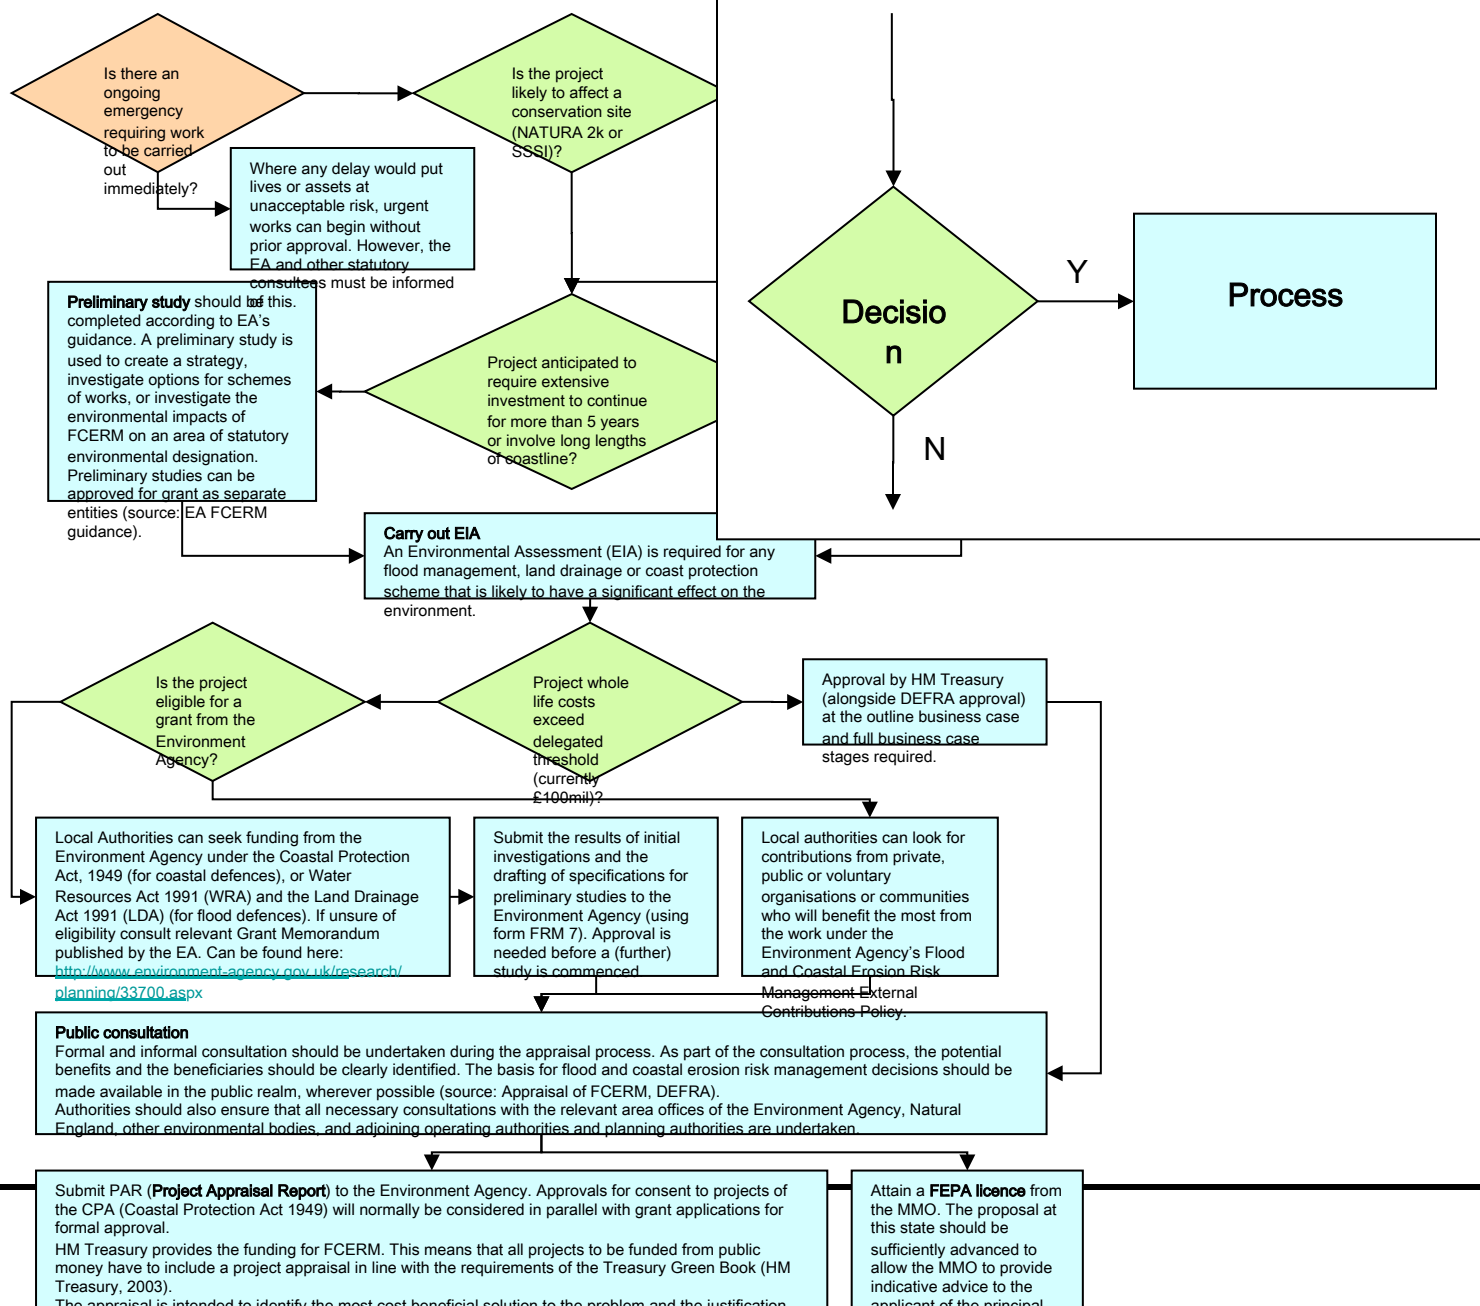 Is there an
ongoing
emergency
requiring work
to be carried
out
immediately?
Is the project
likely to affect a
conservation site
(NATURA 2k or
SSSI)?
Where any delay would put
lives or assets at
unacceptable risk, urgent
works can begin without
prior approval. However, the
EA and other statutory
consultees must be informed
of this.
Decisio
n
Y
N
Process
Preliminary study should be
completed according to EA's
guidance. A preliminary study is
used to create a strategy,
investigate options for schemes
of works, or investigate the
environmental impacts of
FCERM on an area of statutory
environmental designation.
Preliminary studies can be
approved for grant as separate
entities (source: EA FCERM
guidance).
Project anticipated to
require extensive
investment to continue
for more than 5 years
or involve long lengths
of coastline?
Carry out EIA
An Environmental Assessment (EIA) is required for any
flood management, land drainage or coast protection
scheme that is likely to have a significant effect on the
environment.
Is the project
eligible for a
grant from the
Environment
Agency?
Project whole
life costs
exceed
delegated
threshold
(currently
£100mil)?
Approval by HM Treasury
(alongside DEFRA approval)
at the outline business case
and full business case
stages required.
Local Authorities can seek funding from the
Environment Agency under the Coastal Protection
Act, 1949 (for coastal defences), or Water
Resources Act 1991 (WRA) and the Land Drainage
Act 1991 (LDA) (for flood defences). If unsure of
eligibility consult relevant Grant Memorandum
published by the EA. Can be found here:
http://www.environment-agency.gov.uk/research/
planning/33700.aspx
Submit the results of initial
investigations and the
drafting of specifications for
preliminary studies to the
Environment Agency (using
form FRM 7). Approval is
needed before a (further)
study is commenced
Local authorities can look for
contributions from private,
public or voluntary
organisations or communities
who will benefit the most from
the work under the
Environment Agency's Flood
and Coastal Erosion Risk
Management External
Contributions Policy.
Public consultation
Formal and informal consultation should be undertaken during the appraisal process. As part of the consultation process, the potential
benefits and the beneficiaries should be clearly identified. The basis for flood and coastal erosion risk management decisions should be
made available in the public realm, wherever possible (source: Appraisal of FCERM, DEFRA).
Authorities should also ensure that all necessary consultations with the relevant area offices of the Environment Agency, Natural
England, other environmental bodies, and adjoining operating authorities and planning authorities are undertaken.
Submit PAR (Project Appraisal Report) to the Environment Agency. Approvals for consent to projects of
the CPA (Coastal Protection Act 1949) will normally be considered in parallel with grant applications for
formal approval.
HM Treasury provides the funding for FCERM. This means that all projects to be funded from public
money have to include a project appraisal in line with the requirements of the Treasury Green Book (HM
Treasury, 2003).
The appraisal is intended to identify the most cost beneficial solution to the problem and the justification
Attain a FEPA licence from
the MMO. The proposal at
this state should be
sufficiently advanced to
allow the MMO to provide
indicative advice to the
applicant of the principal